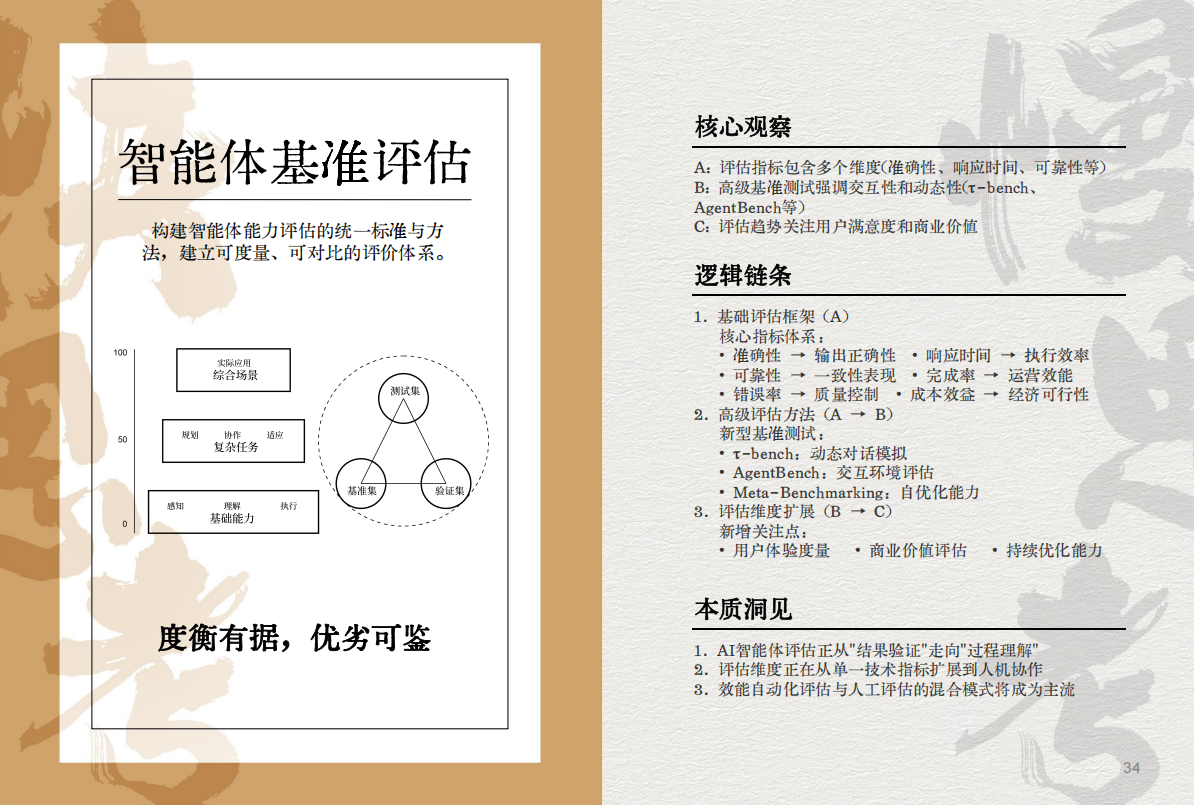 智能体基准评估
构建智能体能力评估的统一标准与方
法，建立可度量、可对比的评价体系。
100
实际应用
综合场景
50
规划 协作 适应
复杂任务
0
感知 理解 执行
基础能力
测试集
基准集
验证集
度衡有据，优劣可鉴
核心观察
A：评估指标包含多个维度(准确性、响应时间、可靠性等）
B：高级基准测试强调交互性和动态性(τ-bench、
AgentBench等）
C：评估趋势关注用户满意度和商业价值
逻辑链条
1. 基础评估框架（A）
核心指标体系：
• 准确性 → 输出正确性 • 响应时间 → 执行效率
• 可靠性 → 一致性表现 • 完成率 → 运营效能
• 错误率 → 质量控制 • 成本效益 → 经济可行性
2. 高级评估方法（A → B）
新型基准测试：
• τ-bench：动态对话模拟
• AgentBench：交互环境评估
• Meta-Benchmarking：自优化能力
3. 评估维度扩展（B → C）
新增关注点：
• 用户体验度量 • 商业价值评估 • 持续优化能力
本质洞见
1. AI智能体评估正从"结果验证"走向"过程理解"
2. 评估维度正在从单一技术指标扩展到人机协作
3. 效能自动化评估与人工评估的混合模式将成为主流
34